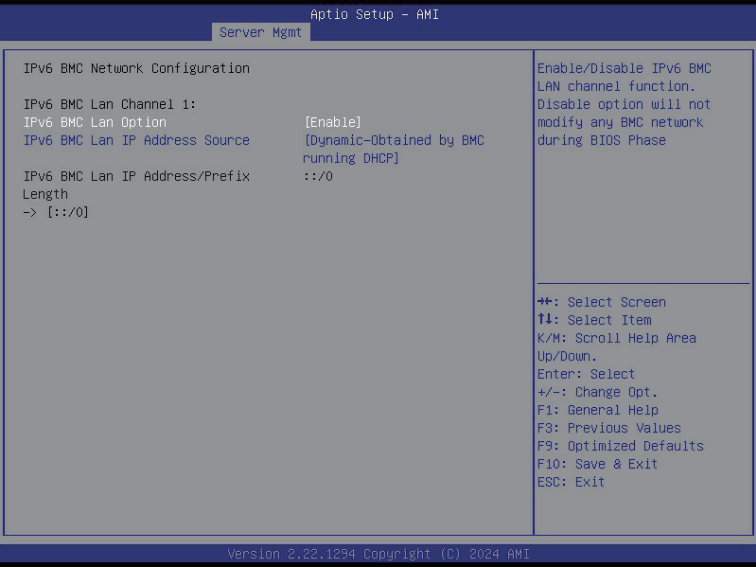 Aptio Setup – AMI
Server Mgmt
IPv6 BMC Network Configuration
IPv6 BMC Lan Channel 1:
IPv6 BMC Lan Option [Enable]
IPv6 BMC Lan IP Address Source [Dynamic-Obtained by BMC
running DHCP]
IPv6 BMC Lan IP Address/Prefix ::/0
Length
-> [::/0]
Enable/Disable IPv6 BMC
LAN channel function.
Disable option will not
modify any BMC network
during BIOS Phase
→←: Select Screen
↑↓: Select Item
K/M: Scroll Help Area
Up/Down.
Enter: Select
+/-: Change Opt.
F1: General Help
F3: Previous Values
F9: Optimized Defaults
F10: Save & Exit
ESC: Exit
Version 2.22.1294 Copyright (C) 2024 AMI